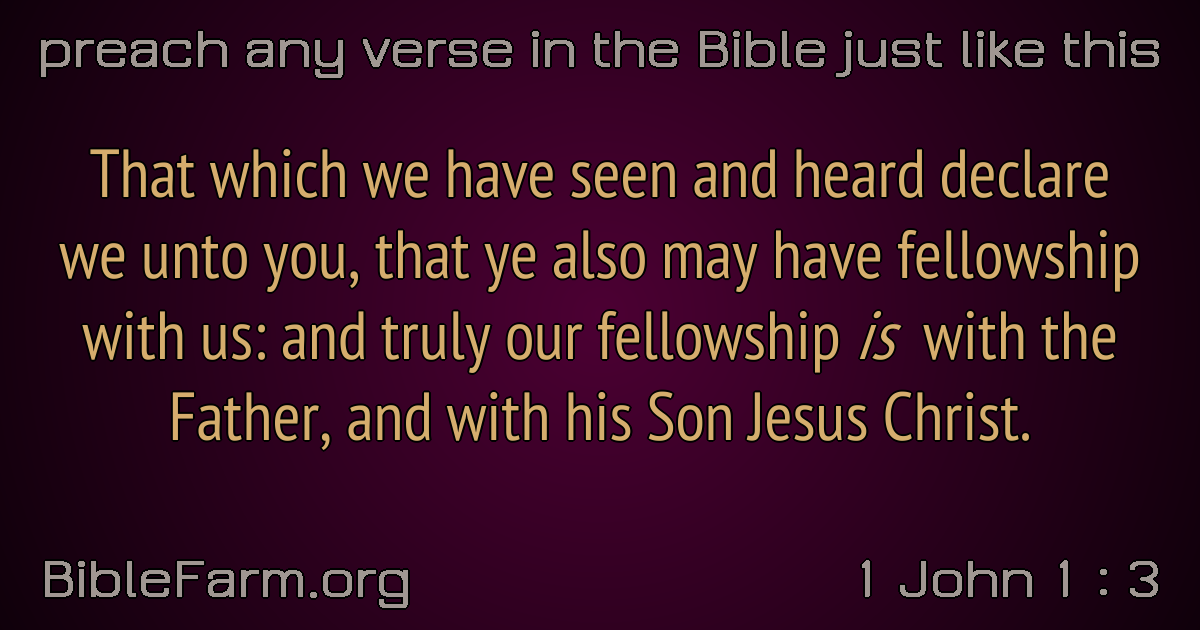 preach any verse in the Bible just like this
That which we have seen and heard declare
we unto you, that ye also may have fellowship
with us: and truly our fellowship is with the
Father, and with his Son Jesus Christ.
BibleFarm.org
1 John 1 : 3